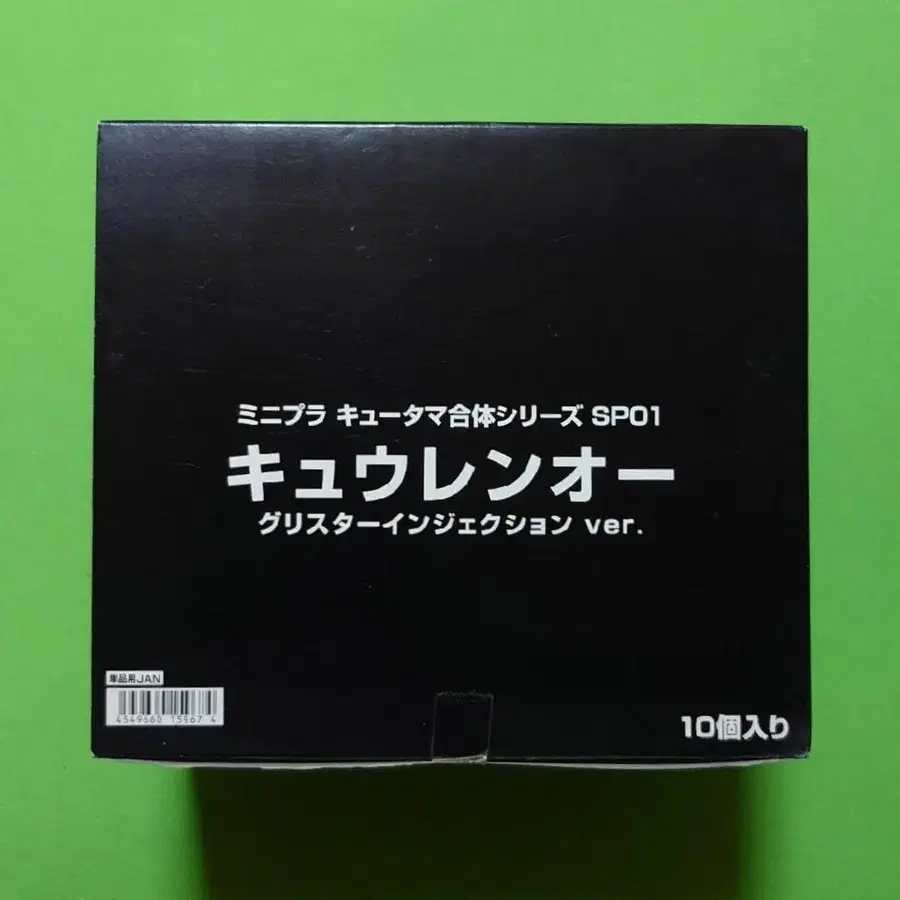 ミニプラ キュータマ合体シリーズ SP01
キュウレンオー
グリスターインジェクション ver.
単品用JAN
4549660 15567 4
10個入り